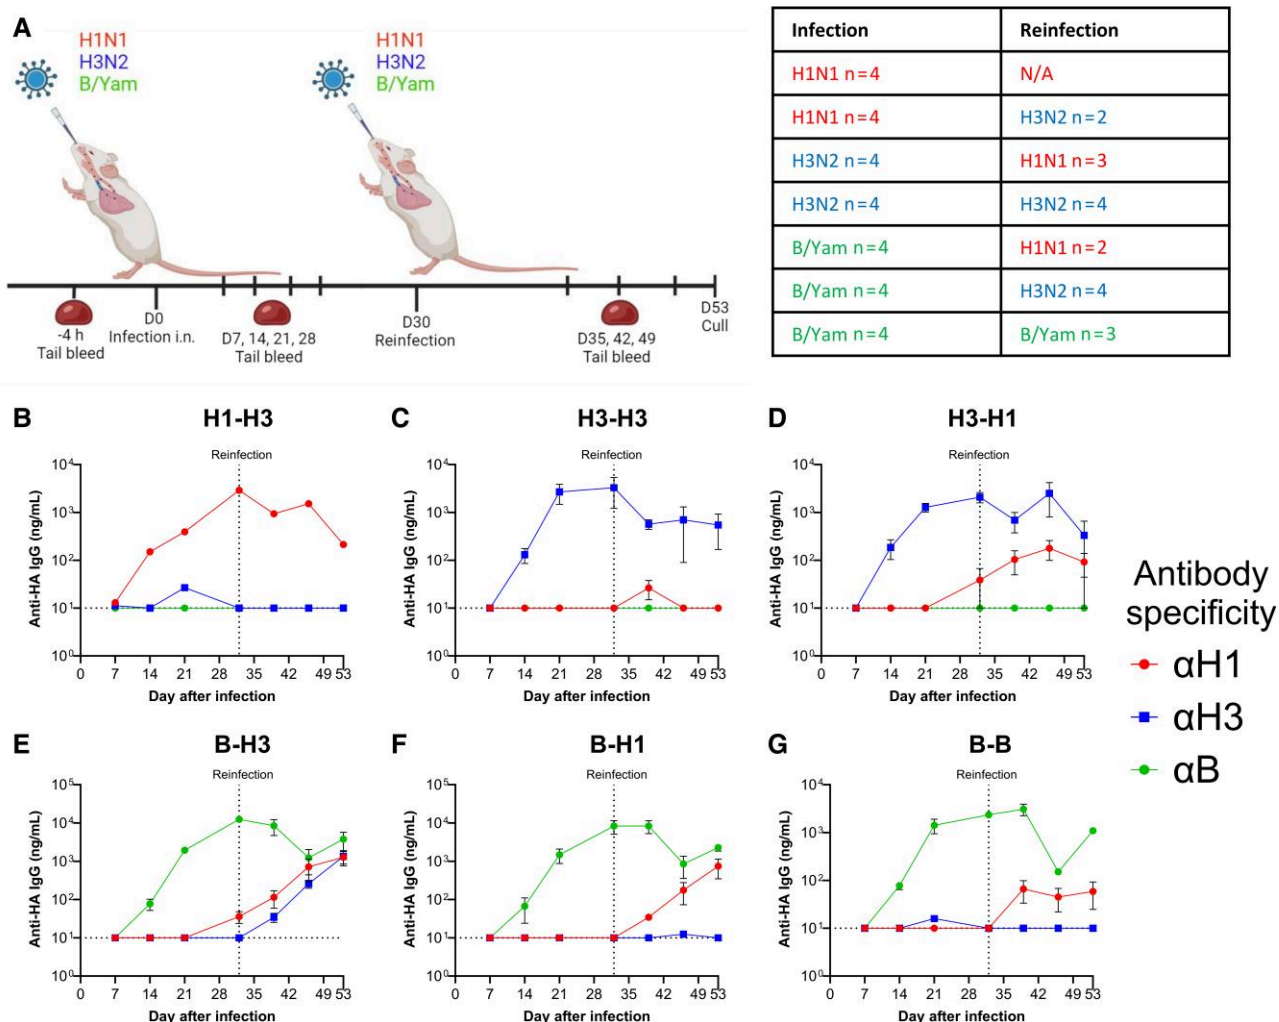 A
H1N1
H3N2
B/Yam
H1N1
H3N2
B/Yam
-4 h
Tail bleed
D0
Infection i.n.
D7, 14, 21, 28
Tail bleed
D30
Reinfection
D35, 42, 49
Tail bleed
D53
Cull
Infection Reinfection
H1N1 n=4 N/A
H1N1 n=4 H3N2 n=2
H3N2 n=4 H1N1 n=3
H3N2 n=4 H3N2 n=4
B/Yam n=4 H1N1 n=2
B/Yam n=4 H3N2 n=4
B/Yam n=4 B/Yam n=3
B
H1-H3
Reinfection
Anti-HA IgG (ng/mL)
10⁴
10³
10²
10¹
10⁰
0 7 14 21 28 35 42 49 53
Day after infection
C
H3-H3
Reinfection
Anti-HA IgG (ng/mL)
10⁴
10³
10²
10¹
10⁰
0 7 14 21 28 35 42 49 53
Day after infection
D
H3-H1
Reinfection
Anti-HA IgG (ng/mL)
10⁴
10³
10²
10¹
10⁰
0 7 14 21 28 35 42 49 53
Day after infection
Antibody
specificity
αH1
αH3
αB
E
B-H3
Reinfection
Anti-HA IgG (ng/mL)
10⁵
10⁴
10³
10²
10¹
10⁰
0 7 14 21 28 35 42 49 53
Day after infection
F
B-H1
Reinfection
Anti-HA IgG (ng/mL)
10⁵
10⁴
10³
10²
10¹
10⁰
0 7 14 21 28 35 42 49 53
Day after infection
G
B-B
Reinfection
Anti-HA IgG (ng/mL)
10⁴
10³
10²
10¹
10⁰
0 7 14 21 28 35 42 49 53
Day after infection